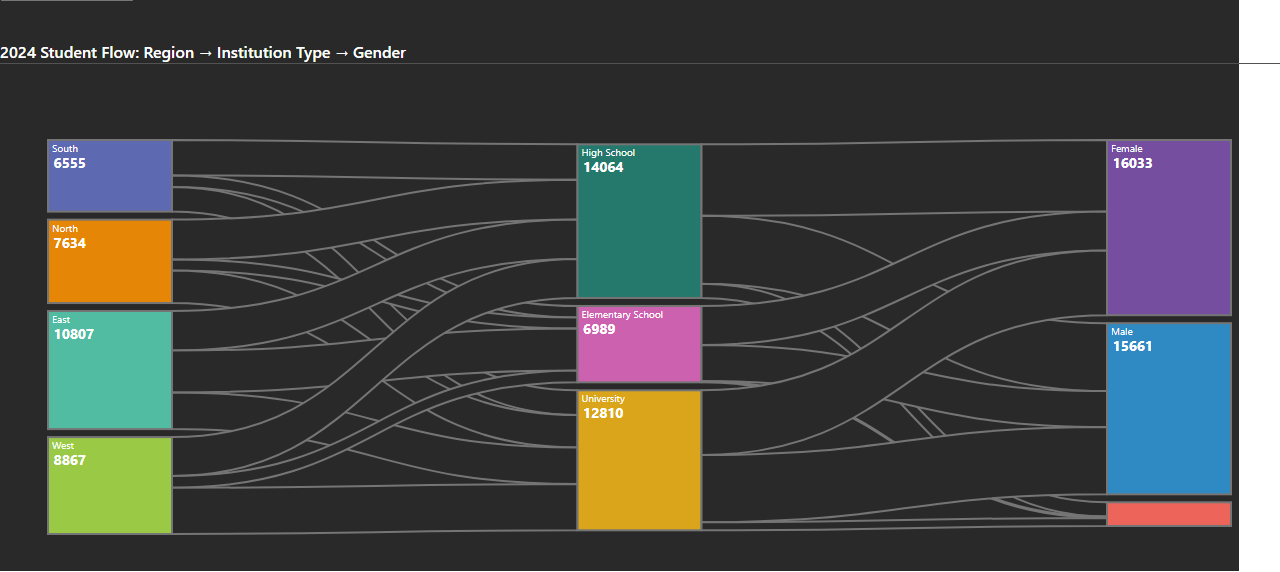 2024 Student Flow: Region → Institution Type → Gender
South
6555
North
7634
East
10807
West
8867
High School
14064
Elementary School
6989
University
12810
Female
16033
Male
15661